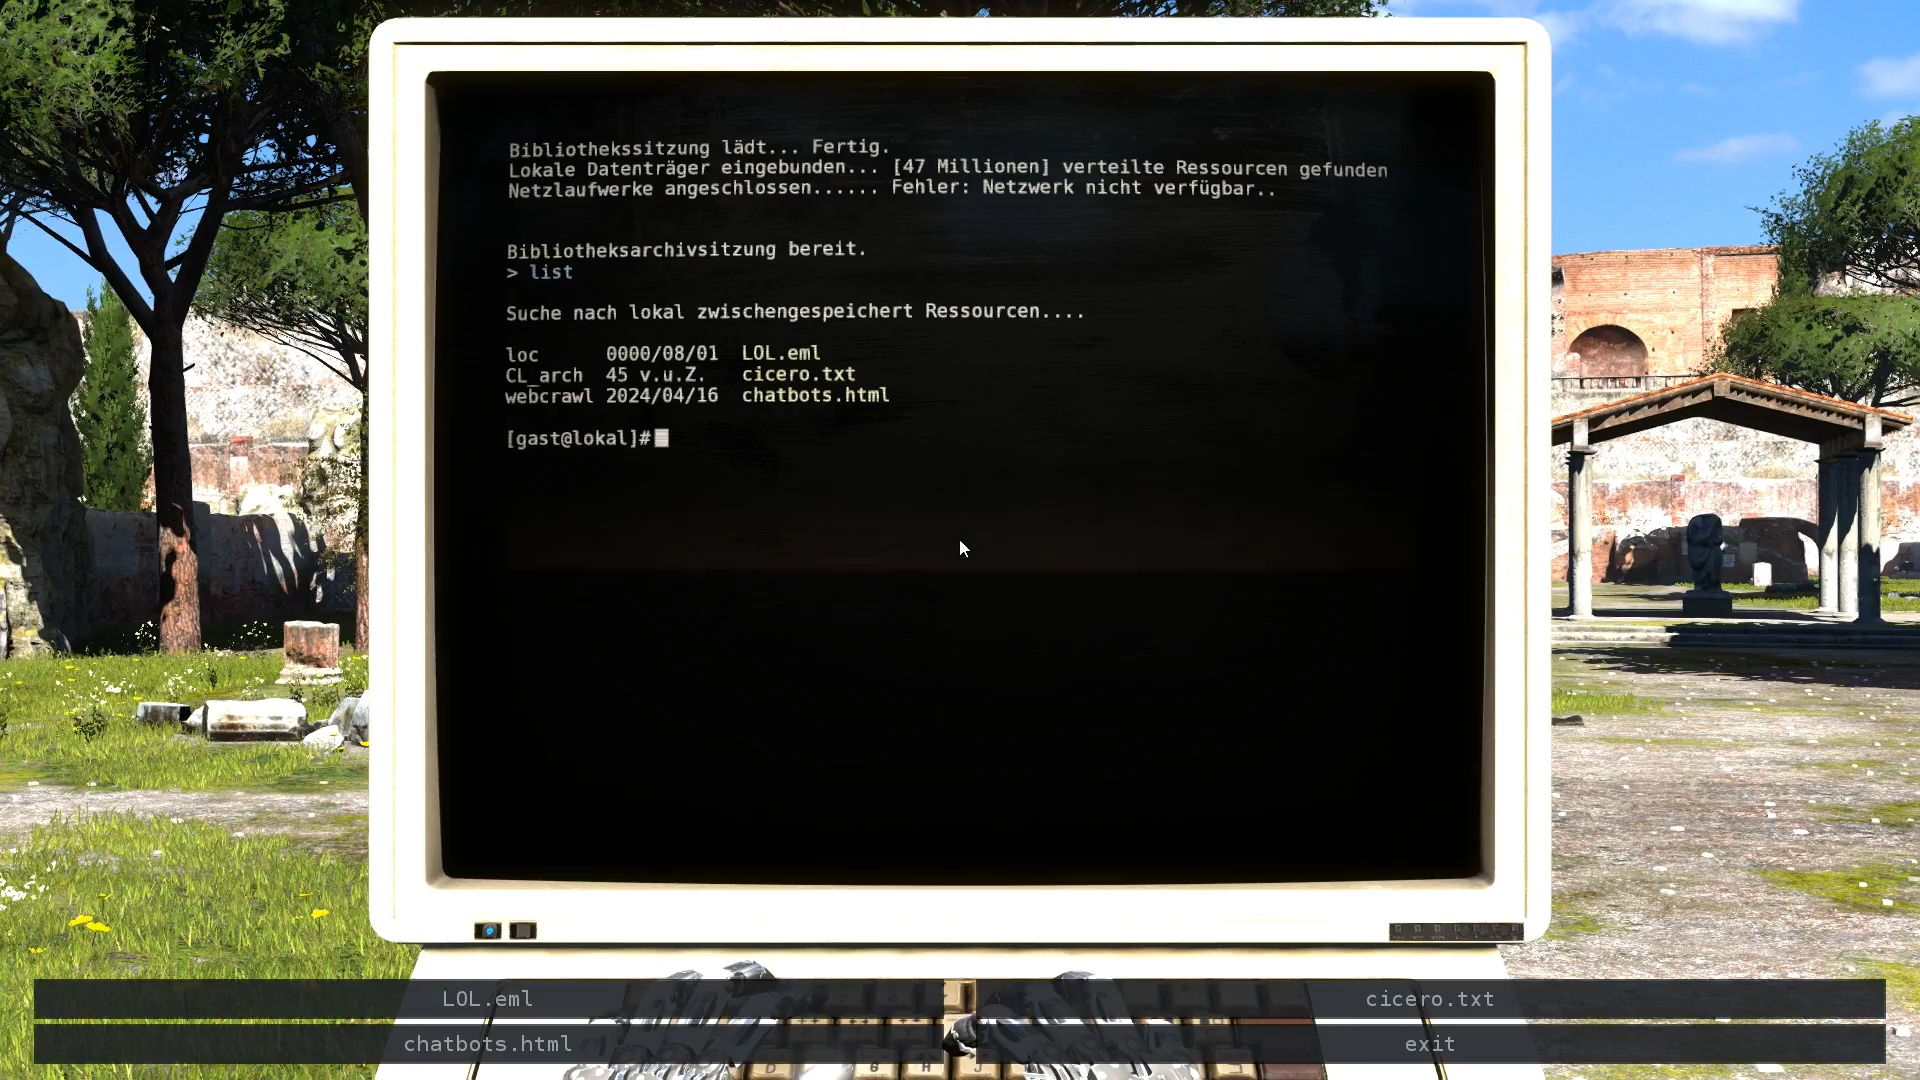 Bibliothekssitzung lädt... Fertig.
Lokale Datenträger eingebunden... [47 Millionen] verteilte Ressourcen gefunden
Netzlaufwerke angeschlossen...... Fehler: Netzwerk nicht verfügbar..
Bibliotheksarchivsitzung bereit.
> list
Suche nach lokal zwischengespeichert Ressourcen....
loc 0000/08/01 LOL.eml
CL_arch 45 v.u.Z. cicero.txt
webcrawl 2024/04/16 chatbots.html
[gast@lokal]#
LOL.eml cicero.txt
chatbots.html exit
D G H J